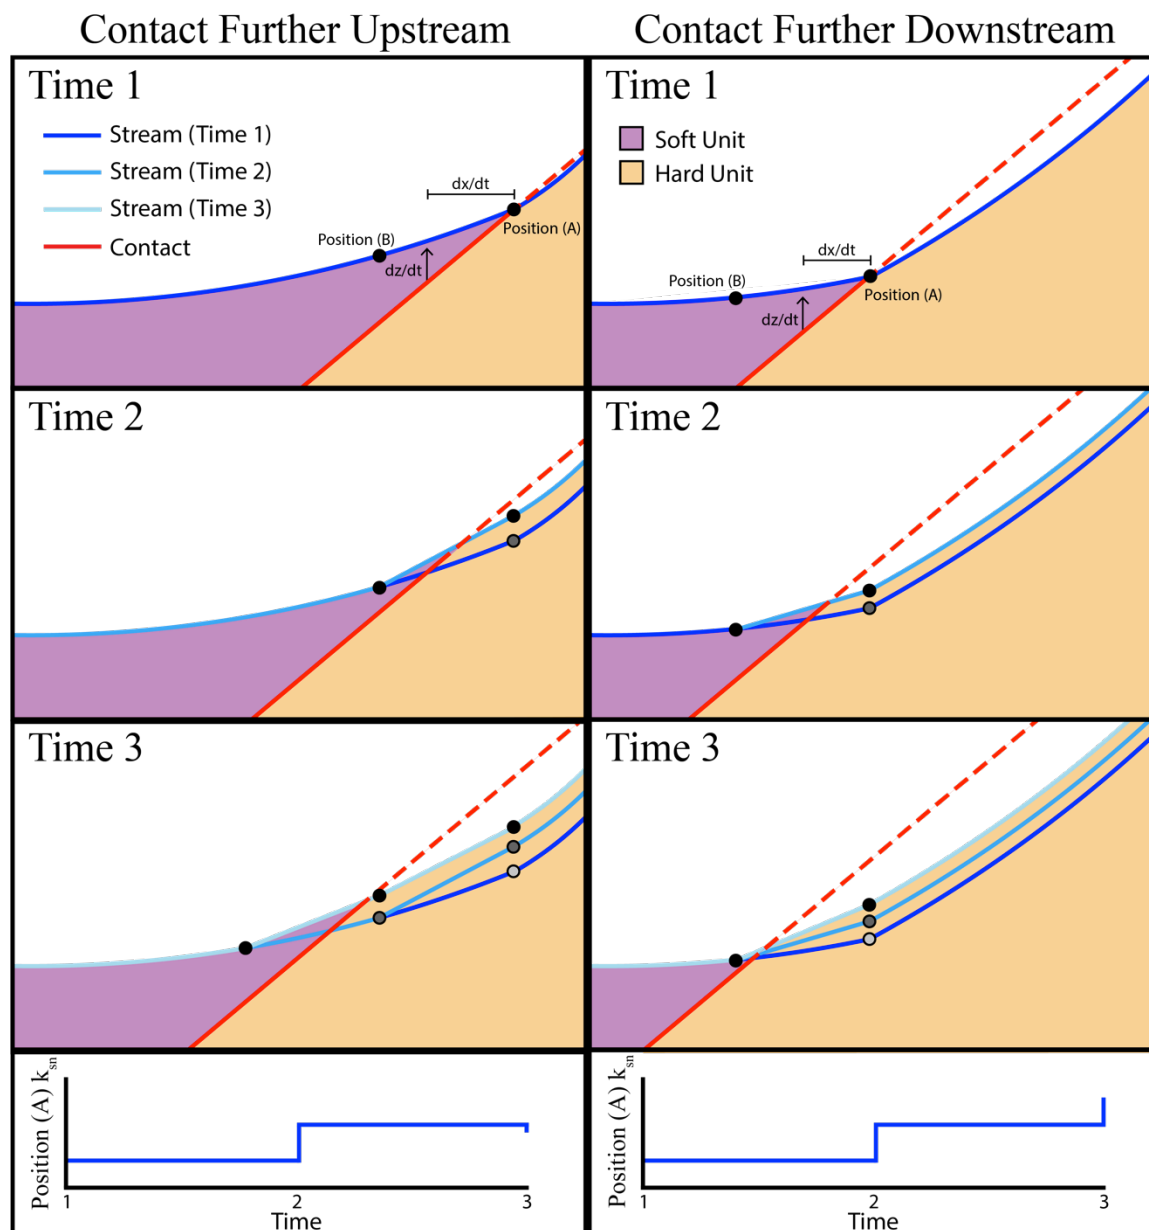 Contact Further Upstream
Contact Further Downstream
Time 1
Stream (Time 1)
Stream (Time 2)
Stream (Time 3)
Contact
dx/dt
Position (B)
Position (A)
dz/dt
Time 1
Soft Unit
Hard Unit
dx/dt
Position (B)
Position (A)
dz/dt
Time 2
Time 2
Time 3
Time 3
Position (A) ksn
1 2 3
Time
Position (A) ksn
1 2 3
Time